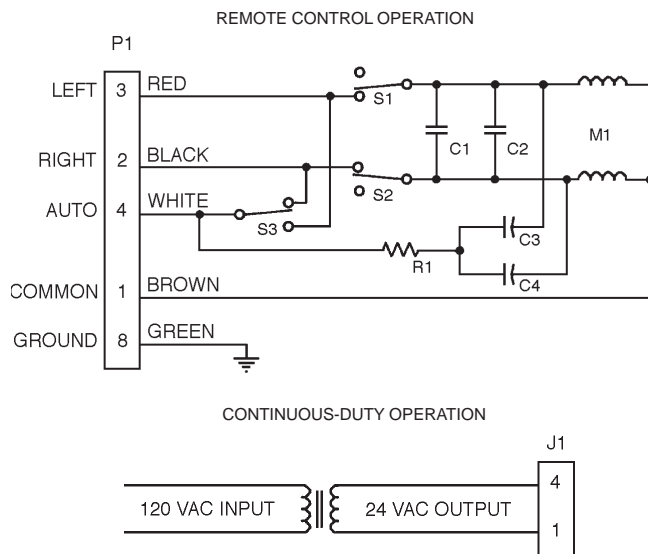 REMOTE CONTROL OPERATION
P1
LEFT 3 RED
S1
C1 C2 M1
RIGHT 2 BLACK
S2
AUTO 4 WHITE
S3
C3
R1
C4
COMMON 1 BROWN
GROUND 8 GREEN
CONTINUOUS-DUTY OPERATION
J1
4
120 VAC INPUT 24 VAC OUTPUT
1